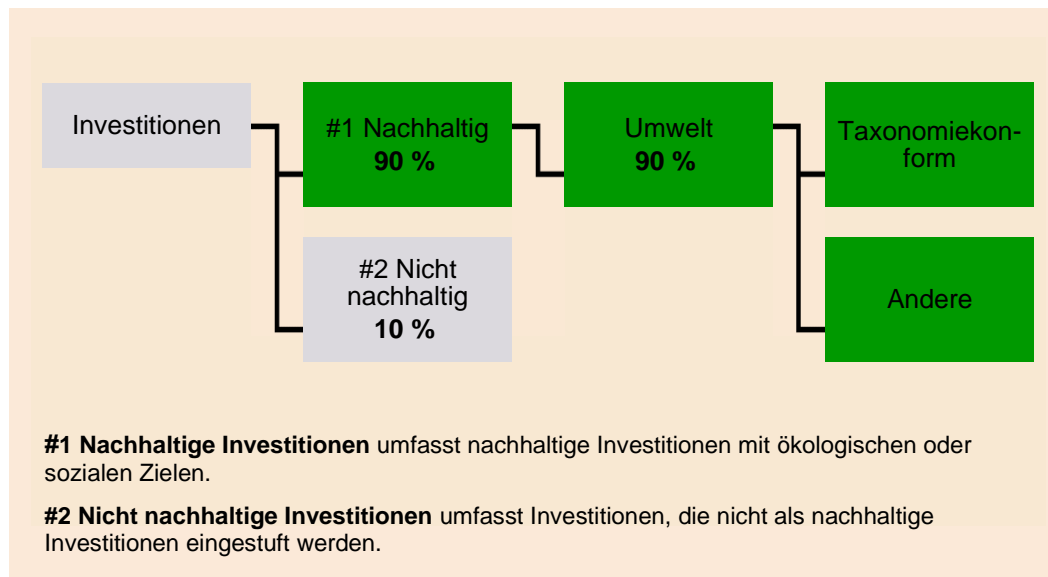 Investitionen
#1 Nachhaltig
90 %
Umwelt
90 %
Taxonomiekon-
form
#2 Nicht
nachhaltig
10 %
Andere
#1 Nachhaltige Investitionen umfasst nachhaltige Investitionen mit ökologischen oder
sozialen Zielen.
#2 Nicht nachhaltige Investitionen umfasst Investitionen, die nicht als nachhaltige
Investitionen eingestuft werden.